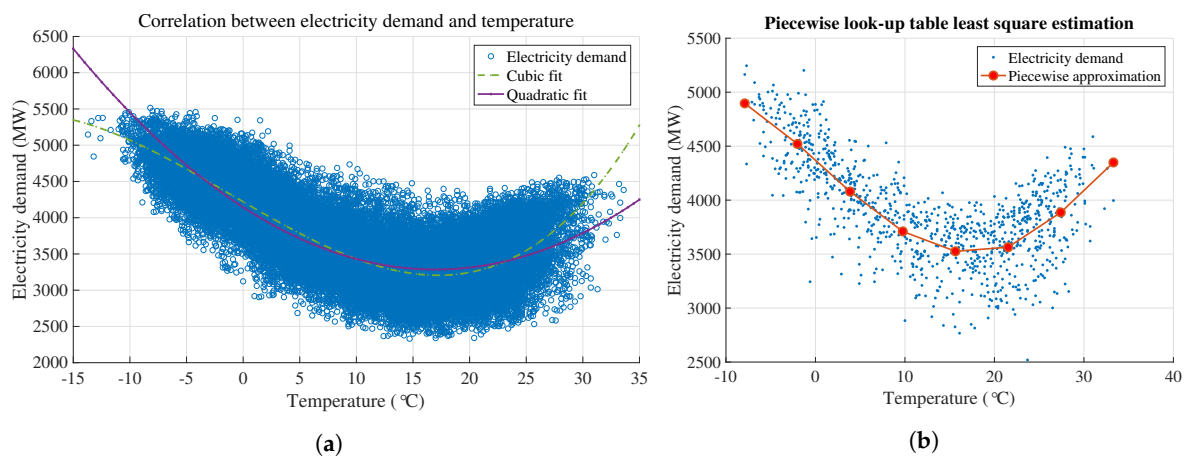 Correlation between electricity demand and temperature
6500
6000
5500
5000
4500
4000
3500
3000
2500
2000
Electricity demand (MW)
Electricity demand
Cubic fit
Quadratic fit
-15 -10 -5 0 5 10 15 20 25 30 35
Temperature (°C)
(a)
Piecewise look-up table least square estimation
5500
5000
4500
4000
3500
3000
2500
Electricity demand (MW)
Electricity demand
Piecewise approximation
-10 0 10 20 30 40
Temperature (°C)
(b)